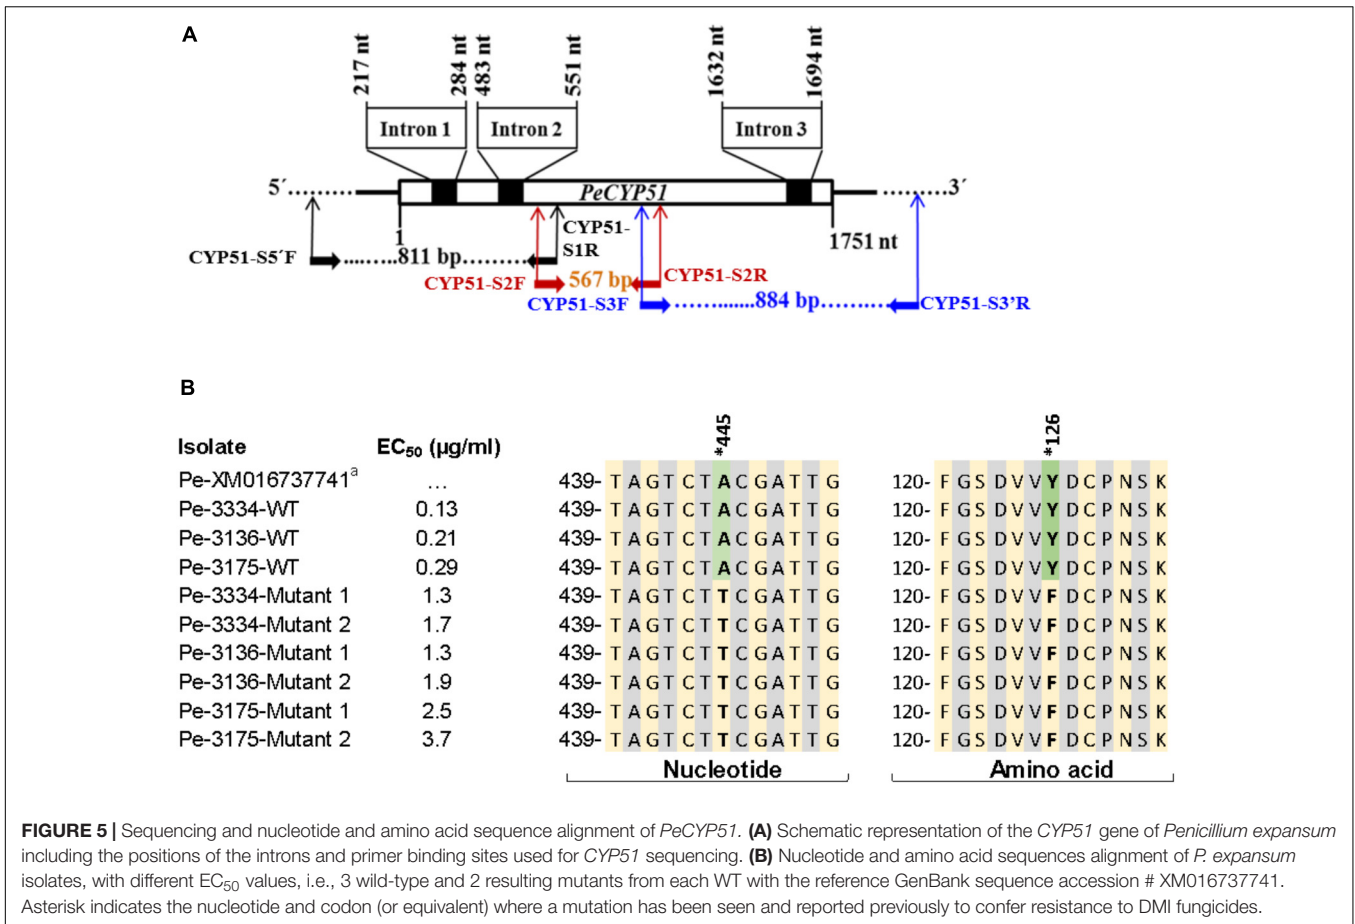 A
217 nt
284 nt
483 nt
551 nt
1632 nt
1694 nt
Intron 1
Intron 2
Intron 3
5´........
PeCYP51
........3´
1
1751 nt
CYP51-S5´F
811 bp
CYP51-
S1R
CYP51-S2F
567 bp
CYP51-S2R
CYP51-S3F
884 bp
CYP51-S3’R
B
Isolate EC50 (µg/ml) *445 *126
Pe-XM016737741a ... 439- T A G T C T A C G A T T G 120- F G S D V V Y D C P N S K
Pe-3334-WT 0.13 439- T A G T C T A C G A T T G 120- F G S D V V Y D C P N S K
Pe-3136-WT 0.21 439- T A G T C T A C G A T T G 120- F G S D V V Y D C P N S K
Pe-3175-WT 0.29 439- T A G T C T A C G A T T G 120- F G S D V V Y D C P N S K
Pe-3334-Mutant 1 1.3 439- T A G T C T T C G A T T G 120- F G S D V V F D C P N S K
Pe-3334-Mutant 2 1.7 439- T A G T C T T C G A T T G 120- F G S D V V F D C P N S K
Pe-3136-Mutant 1 1.3 439- T A G T C T T C G A T T G 120- F G S D V V F D C P N S K
Pe-3136-Mutant 2 1.9 439- T A G T C T T C G A T T G 120- F G S D V V F D C P N S K
Pe-3175-Mutant 1 2.5 439- T A G T C T T C G A T T G 120- F G S D V V F D C P N S K
Pe-3175-Mutant 2 3.7 439- T A G T C T T C G A T T G 120- F G S D V V F D C P N S K
Nucleotide Amino acid
FIGURE 5 | Sequencing and nucleotide and amino acid sequence alignment of PeCYP51. (A) Schematic representation of the CYP51 gene of Penicillium expansum
including the positions of the introns and primer binding sites used for CYP51 sequencing. (B) Nucleotide and amino acid sequences alignment of P. expansum
isolates, with different EC50 values, i.e., 3 wild-type and 2 resulting mutants from each WT with the reference GenBank sequence accession # XM016737741.
Asterisk indicates the nucleotide and codon (or equivalent) where a mutation has been seen and reported previously to confer resistance to DMI fungicides.